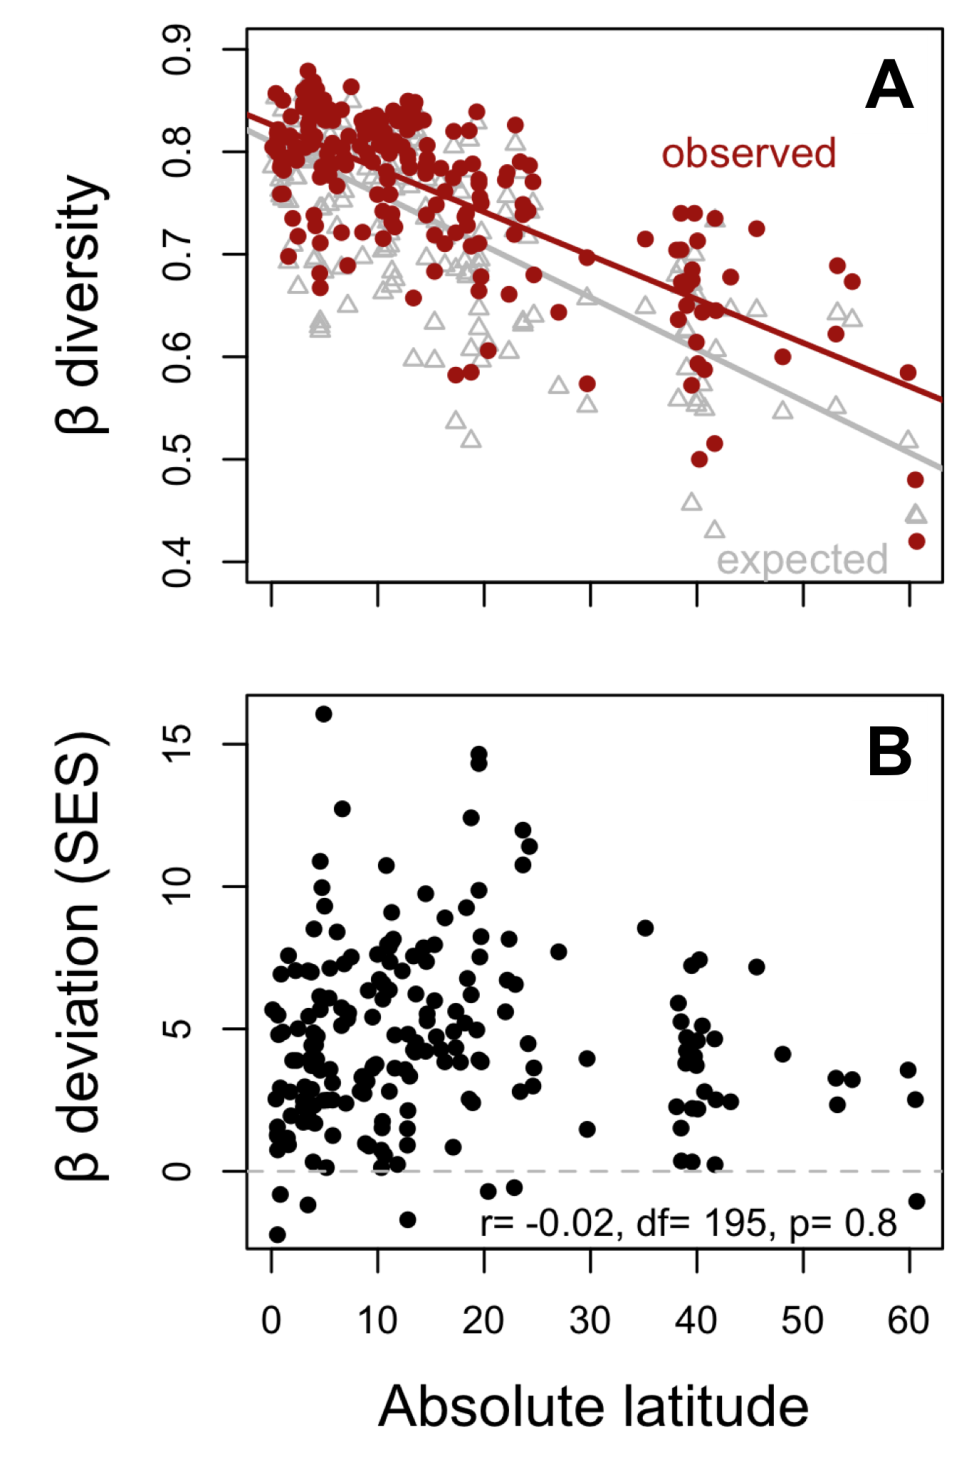 A
observed
expected
β diversity
0.9
0.8
0.7
0.6
0.5
0.4
B
β deviation (SES)
15
10
5
0
r= -0.02, df= 195, p= 0.8
0 10 20 30 40 50 60
Absolute latitude